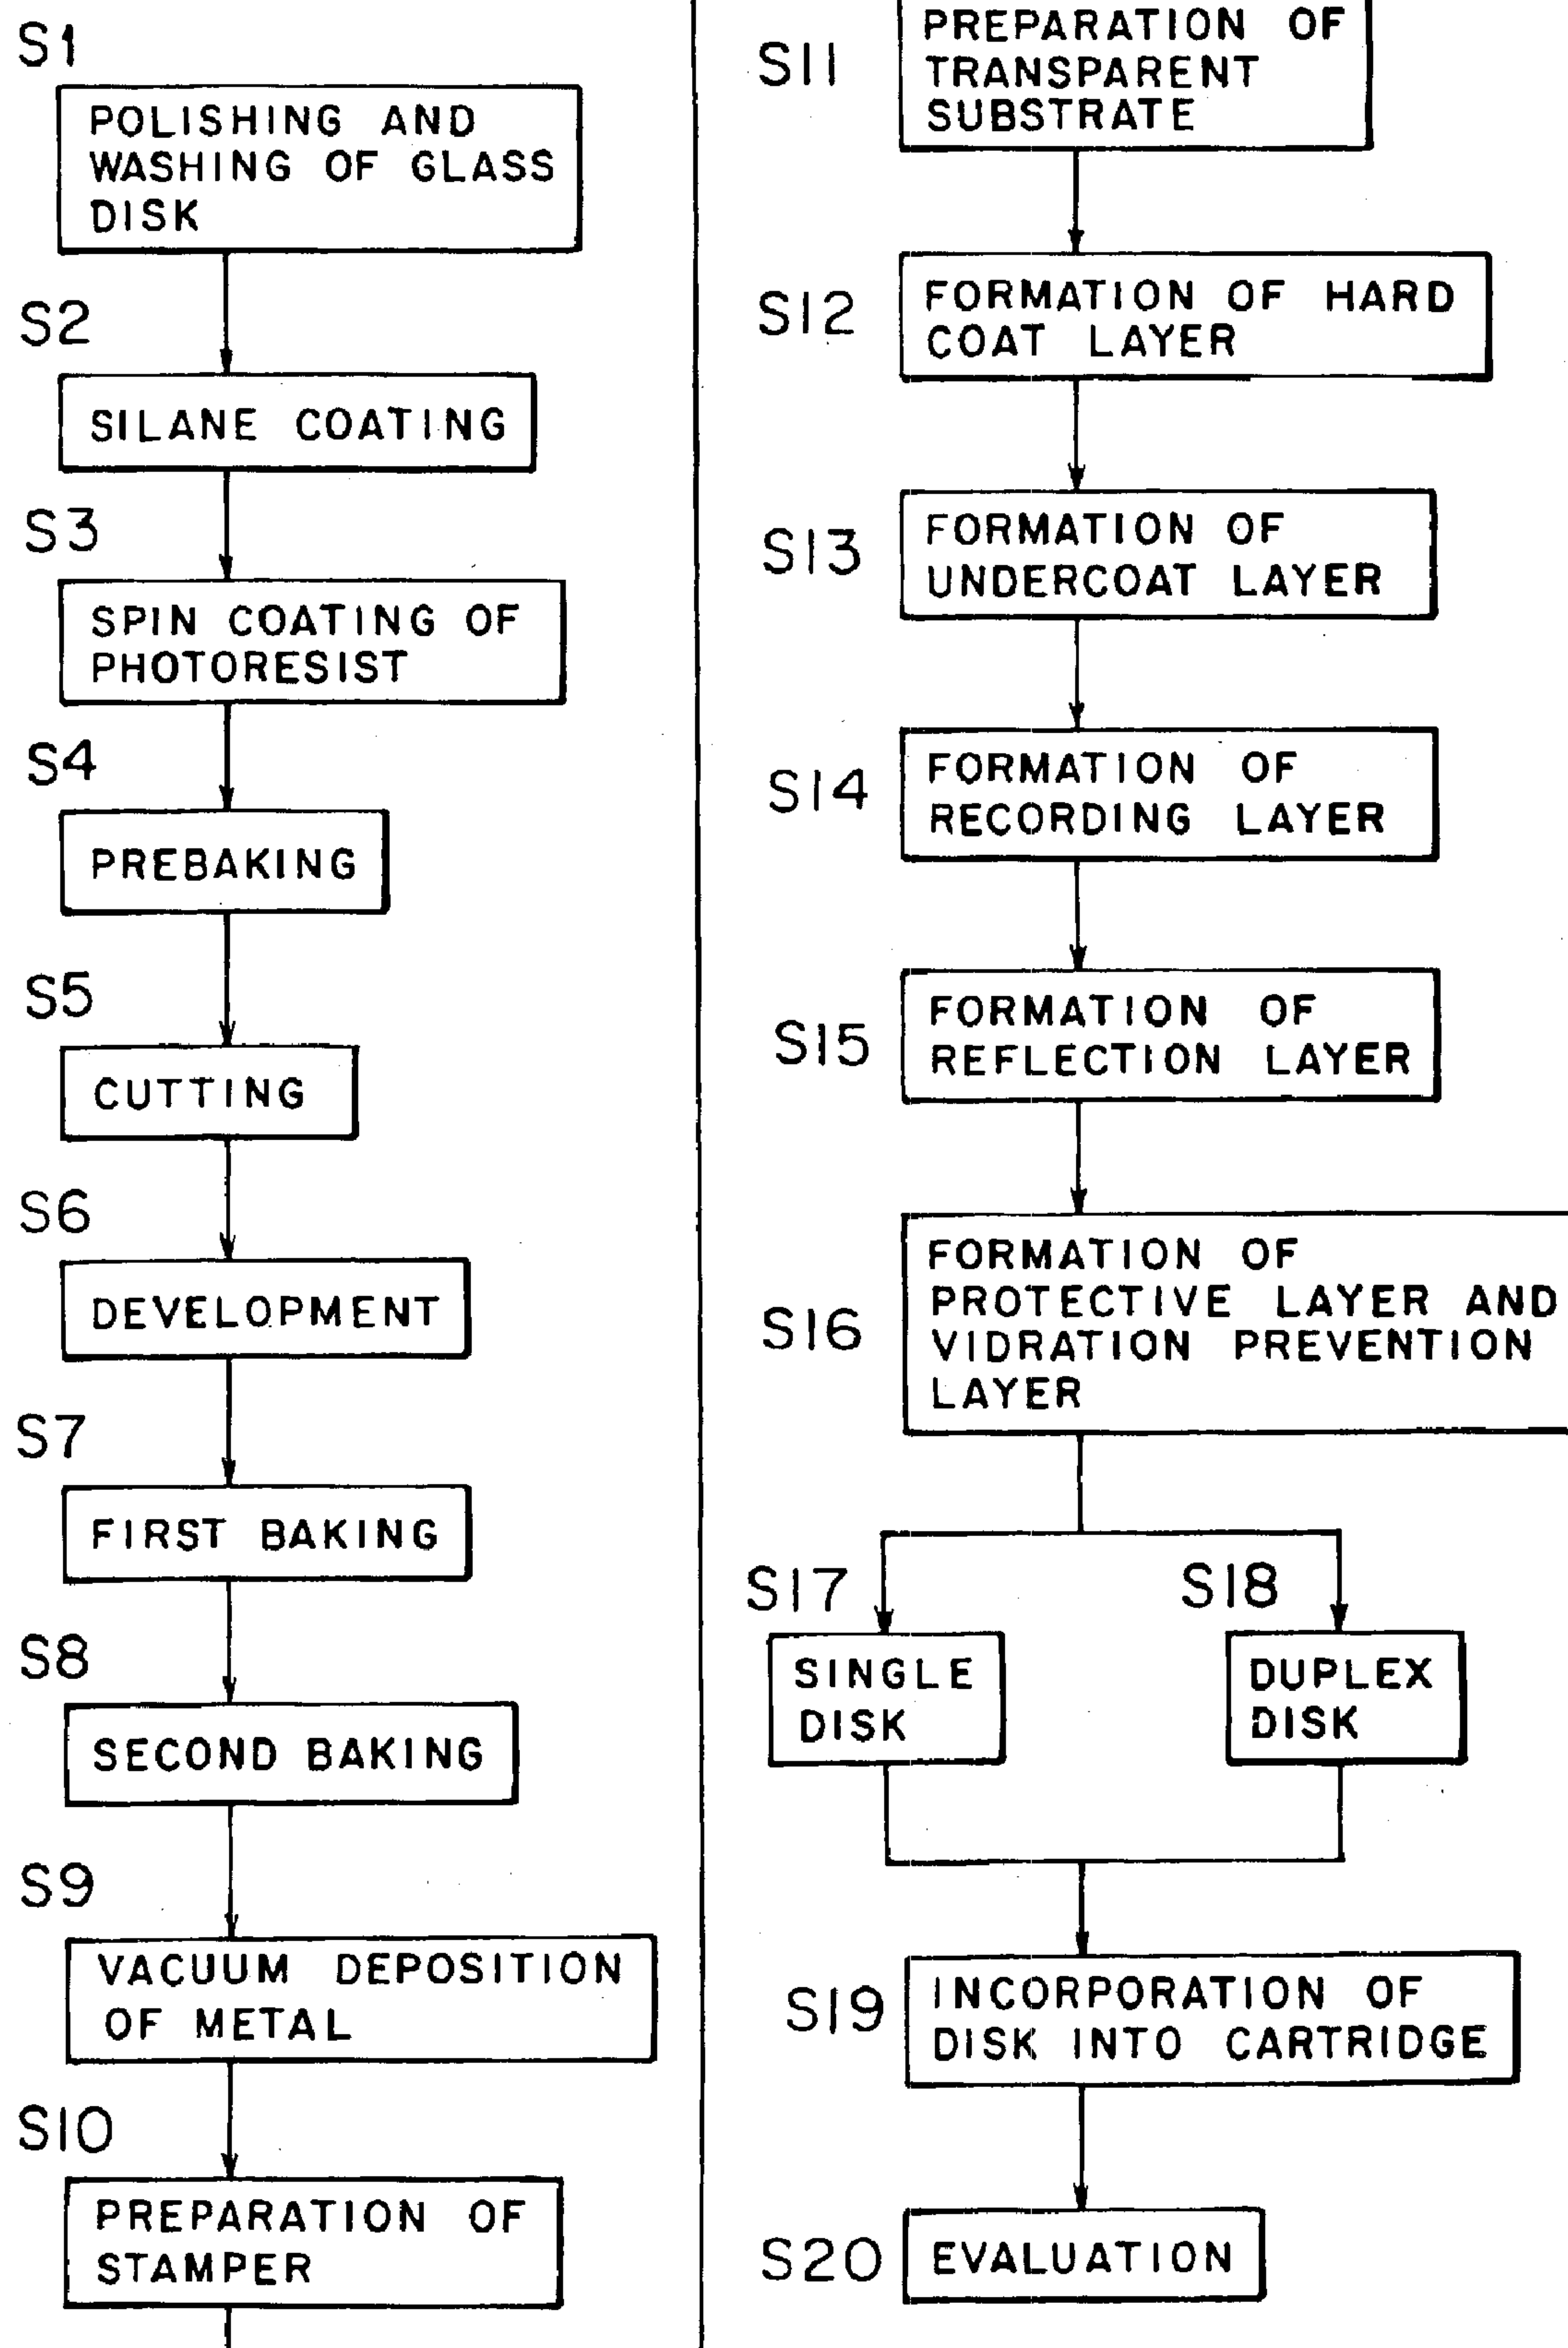 S1
POLISHING AND
WASHING OF GLASS
DISK
S2
SILANE COATING
S3
SPIN COATING OF
PHOTORESIST
S4
PREBAKING
S5
CUTTING
S6
DEVELOPMENT
S7
FIRST BAKING
S8
SECOND BAKING
S9
VACUUM DEPOSITION
OF METAL
S10
PREPARATION OF
STAMPER
S11
PREPARATION OF
TRANSPARENT
SUBSTRATE
S12
FORMATION OF HARD
COAT LAYER
S13
FORMATION OF
UNDERCOAT LAYER
S14
FORMATION OF
RECORDING LAYER
S15
FORMATION OF
REFLECTION LAYER
S16
FORMATION OF
PROTECTIVE LAYER AND
VIDRATION PREVENTION
LAYER
S17
SINGLE
DISK
S18
DUPLEX
DISK
S19
INCORPORATION OF
DISK INTO CARTRIDGE
S20
EVALUATION